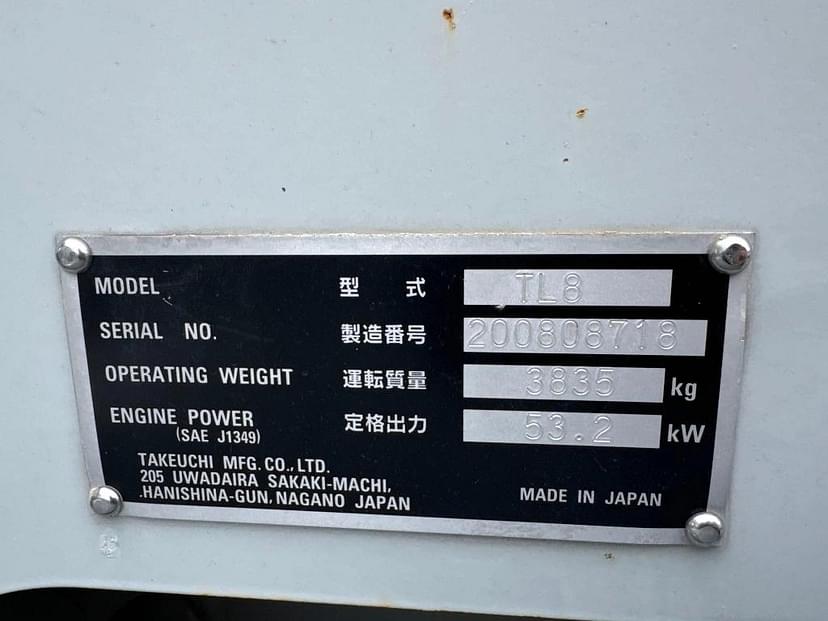 MODEL 型 式 TL8
SERIAL NO. 製造番号 200808718
OPERATING WEIGHT 運転質量 3835 kg
ENGINE POWER 定格出力 53.2 kW
(SAE J1349)
TAKEUCHI MFG. CO., LTD.
205 UWADAIRA SAKAKI-MACHI,
HANISHINA-GUN, NAGANO JAPAN
MADE IN JAPAN